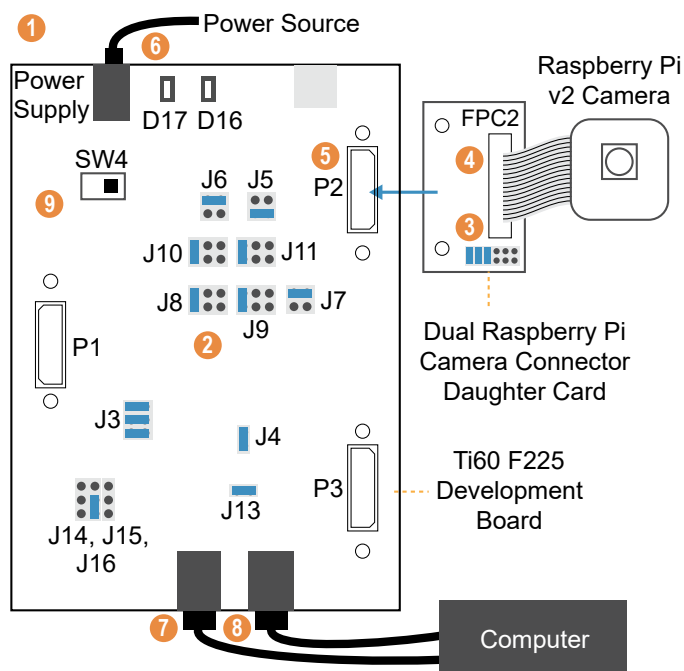 1
Power Source
6
Power
Supply
D17
D16
Raspberry Pi
v2 Camera
FPC2
SW4
5
4
J6
J5
P2
9
3
J10
J11
J8
J9
J7
2
P1
Dual Raspberry Pi
Camera Connector
Daughter Card
J3
J4
Ti60 F225
Development
Board
P3
J13
J14, J15,
J16
7
8
Computer